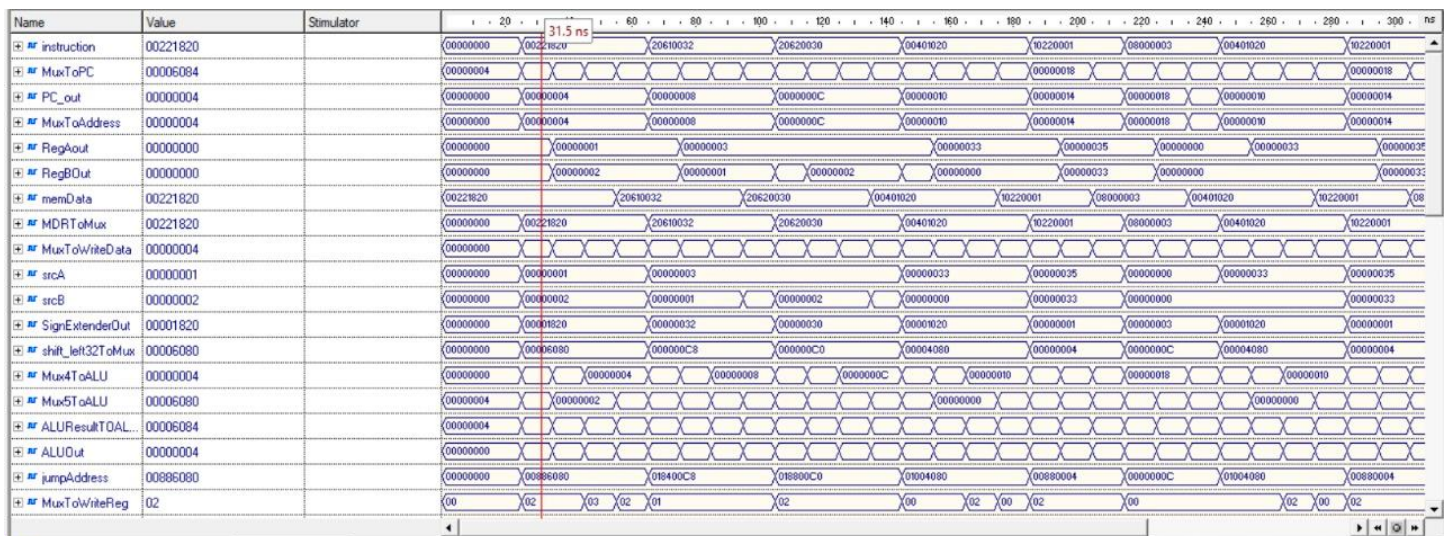 Name Value Stimulator 20 60 80 100 120 140 160 180 200 220 240 260 280 300 ns
31.5 ns
instruction 00221820 00000000 00221820 20610032 20620030 00401020 10220001 08000003 00401020 10220001
MuxToPC 00006084 00000004 00000018 00000018
PC_out 00000004 00000000 00000004 00000008 0000000C 00000010 00000014 00000018 00000010 00000014
MuxToAddress 00000004 00000000 00000004 00000008 0000000C 00000010 00000014 00000018 00000010 00000014
RegAout 00000000 00000000 00000001 00000003 00000033 00000035 00000000 00000033 00000035
RegBOut 00000000 00000000 00000002 00000001 00000002 00000000 00000033 00000000 00000033
memData 00221820 00221820 20610032 20620030 00401020 10220001 08000003 00401020 10220001 08
MDRToMux 00221820 00000000 00221820 20610032 20620030 00401020 10220001 08000003 00401020 10220001
MuxToWriteData 00000004 00000000
srcA 00000001 00000000 00000001 00000003 00000033 00000035 00000000 00000033 00000035
srcB 00000002 00000000 00000002 00000001 00000002 00000000 00000033 00000000 00000033
SignExtenderOut 00001820 00000000 00001820 00000032 00000030 00001020 00000001 00000003 00001020 00000001
shift_left32ToMux 00006080 00000000 00006080 000000C8 000000C0 00004080 00000004 0000000C 00004080 00000004
Mux4ToALU 00000004 00000000 00000004 00000008 0000000C 00000010 00000018 00000010
Mux5ToALU 00006080 00000004 00000002 00000000 00000000
ALUResultTOAL... 00006084 00000004
ALUOut 00000004 00000000
jumpAddress 00886080 00000000 00886080 018400C8 018800C0 01004080 00880004 0000000C 01004080 00880004
MuxToWriteReg 02 00 02 03 02 01 02 00 02 00 02 00 02 00 02